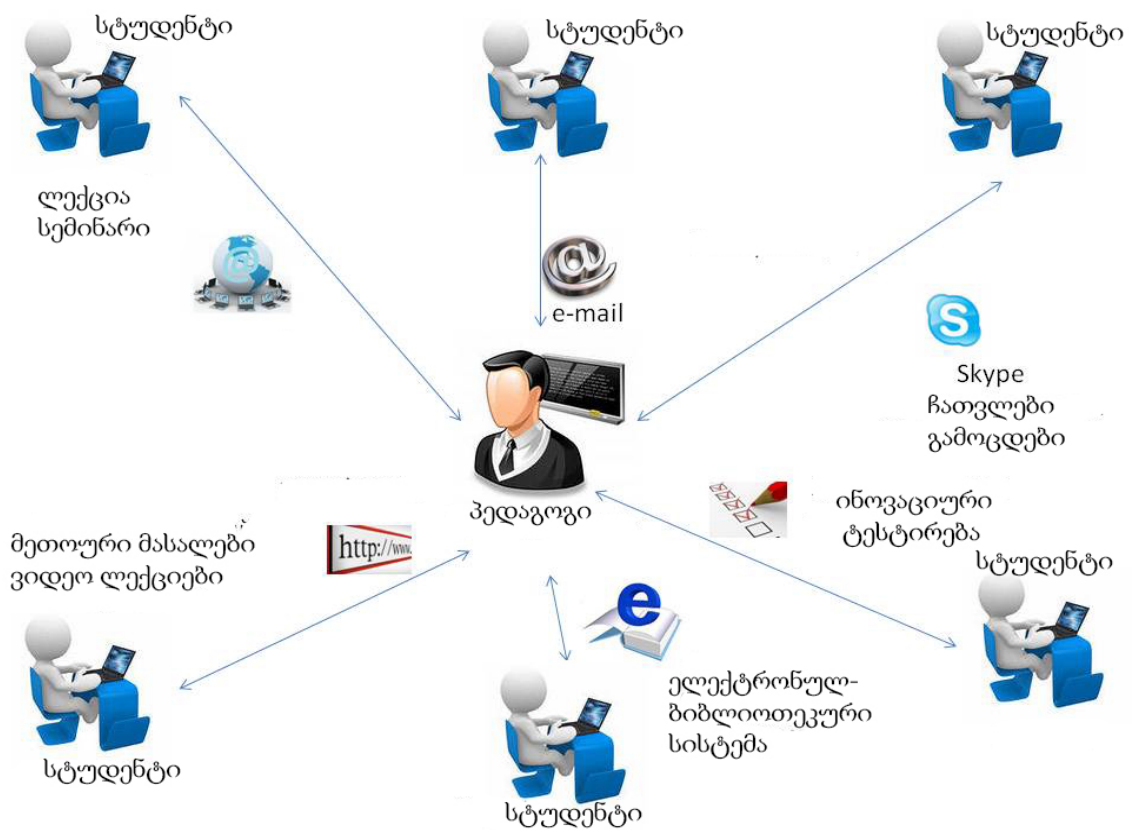 სტუდენტი
სტუდენტი
სტუდენტი
ლექცია
სემინარი
@
@
e-mail
S
Skype
ჩათვლები
გამოცდები
პედაგოგი
ინოვაციური
ტესტირება
მეთოური მასალები
ვიდეო ლექციები
http://www.
სტუდენტი
e
ელექტრონულ-
ბიბლიოთეკური
სისტემა
სტუდენტი
სტუდენტი